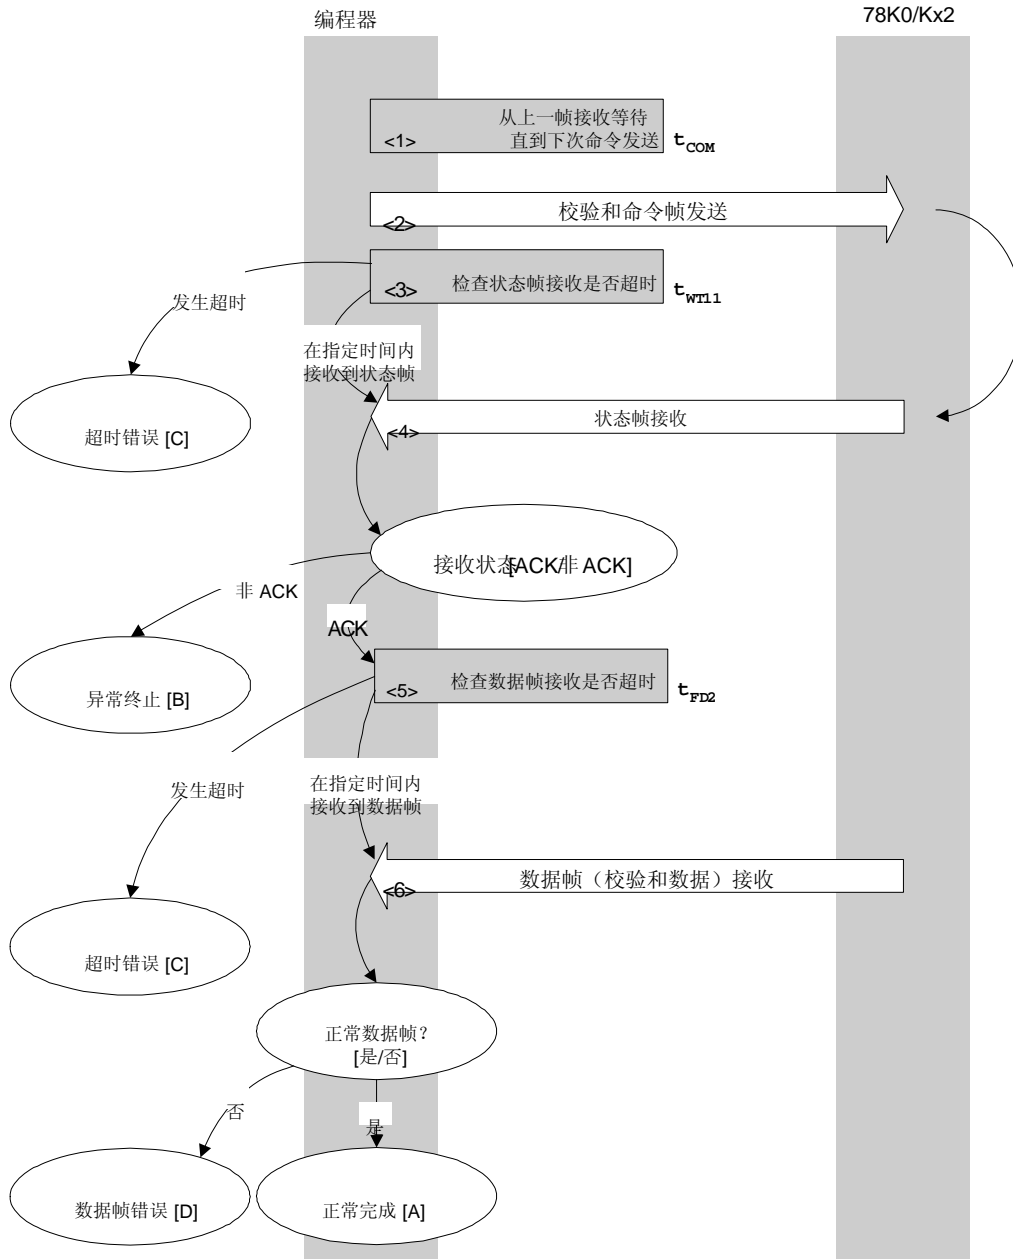 编程器
78K0/Kx2
从上一帧接收等待
<1> 直到下次命令发送 tCOM
校验和命令帧发送
<2>
<3> 检查状态帧接收是否超时 tWT11
发生超时
在指定时间内
接收到状态帧
状态帧接收
<4>
超时错误 [C]
接收状态[ACK/非 ACK]
非 ACK
ACK
<5> 检查数据帧接收是否超时 tFD2
异常终止 [B]
发生超时
在指定时间内
接收到数据帧
数据帧（校验和数据）接收
<6>
超时错误 [C]
正常数据帧？
[是/否]
否
是
数据帧错误 [D]
正常完成 [A]